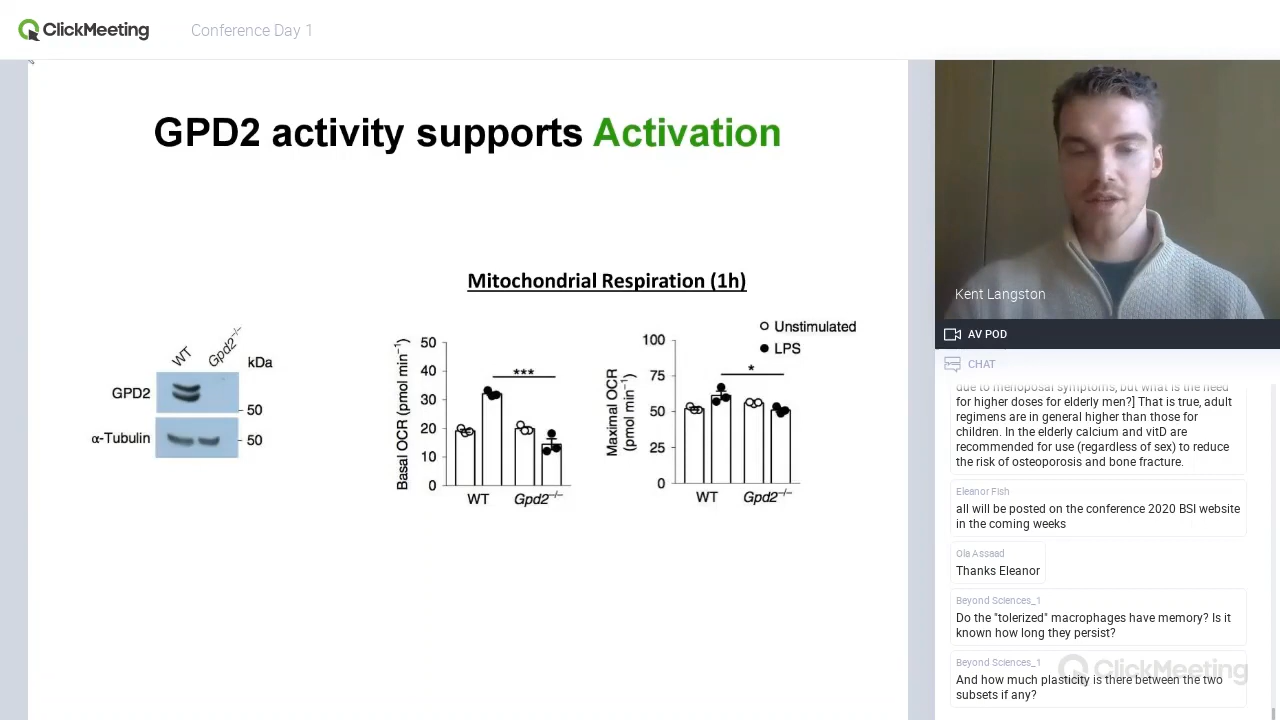 ClickMeeting
Conference Day 1
GPD2 activity supports Activation
Mitochondrial Respiration (1h)
WT
Gpd2⁻/⁻
kDa
GPD2
50
α-Tubulin
50
Basal OCR (pmol min⁻¹)
50
40
30
20
10
0
***
WT
Gpd2⁻/⁻
Maximal OCR
(pmol min⁻¹)
100
75
50
25
0
*
WT
Gpd2⁻/⁻
Unstimulated
LPS
Kent Langston
AV POD
CHAT
due to menoposal symptoms, but what is the need
for higher doses for elderly men?] That is true, adult
regimens are in general higher than those for
children. In the elderly calcium and vitD are
recommended for use (regardless of sex) to reduce
the risk of osteoporosis and bone fracture.
Eleanor Fish
all will be posted on the conference 2020 BSI website
in the coming weeks
Ola Assaad
Thanks Eleanor
Beyond Sciences_1
Do the "tolerized" macrophages have memory? Is it
known how long they persist?
Beyond Sciences_1
And how much plasticity is there between the two
subsets if any?
ClickMeeting